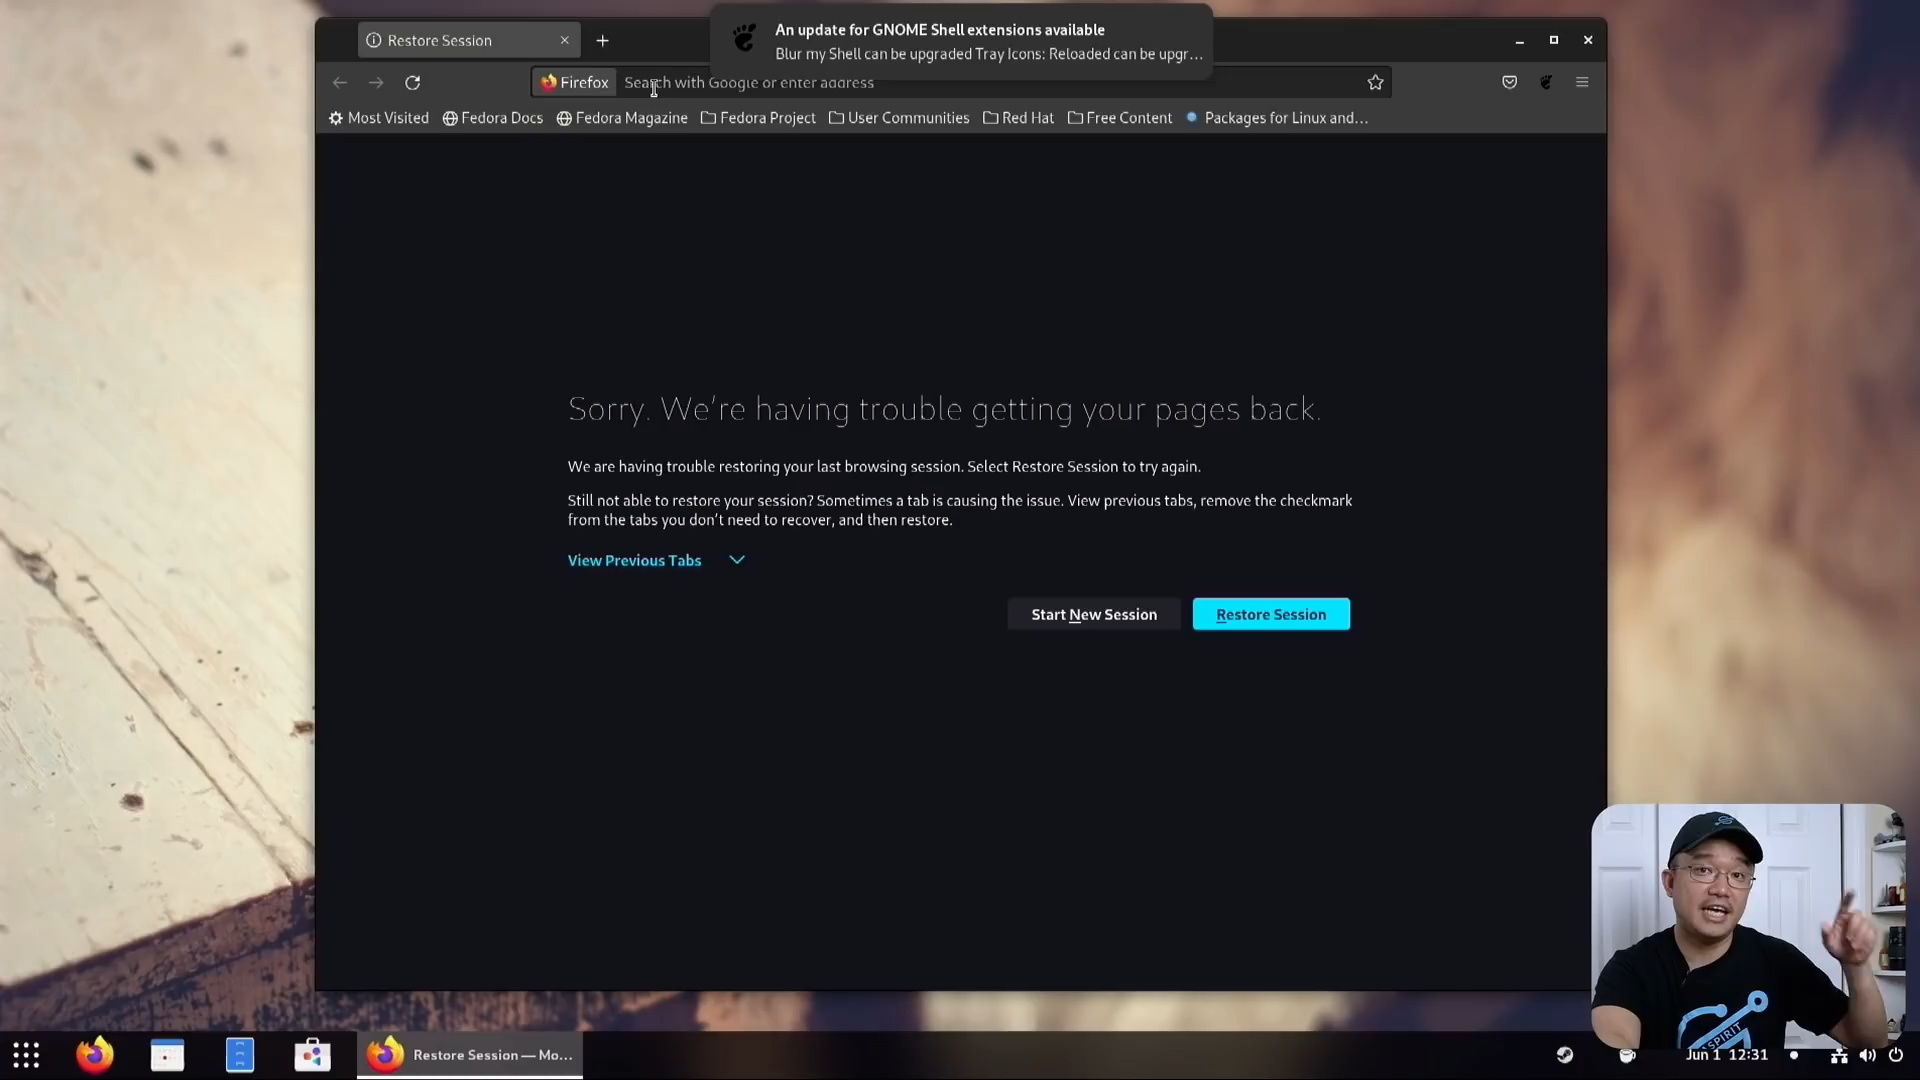 Restore Session
An update for GNOME Shell extensions available
Blur my Shell can be upgraded Tray Icons: Reloaded can be upgr...
Firefox
Search with Google or enter address
Most Visited
Fedora Docs
Fedora Magazine
Fedora Project
User Communities
Red Hat
Free Content
Packages for Linux and...
Sorry. We're having trouble getting your pages back.
We are having trouble restoring your last browsing session. Select Restore Session to try again.
Still not able to restore your session? Sometimes a tab is causing the issue. View previous tabs, remove the checkmark
from the tabs you don't need to recover, and then restore.
View Previous Tabs
Start New Session
Restore Session
ASPIRIT
Restore Session — Mo...
Jun 1 12:31